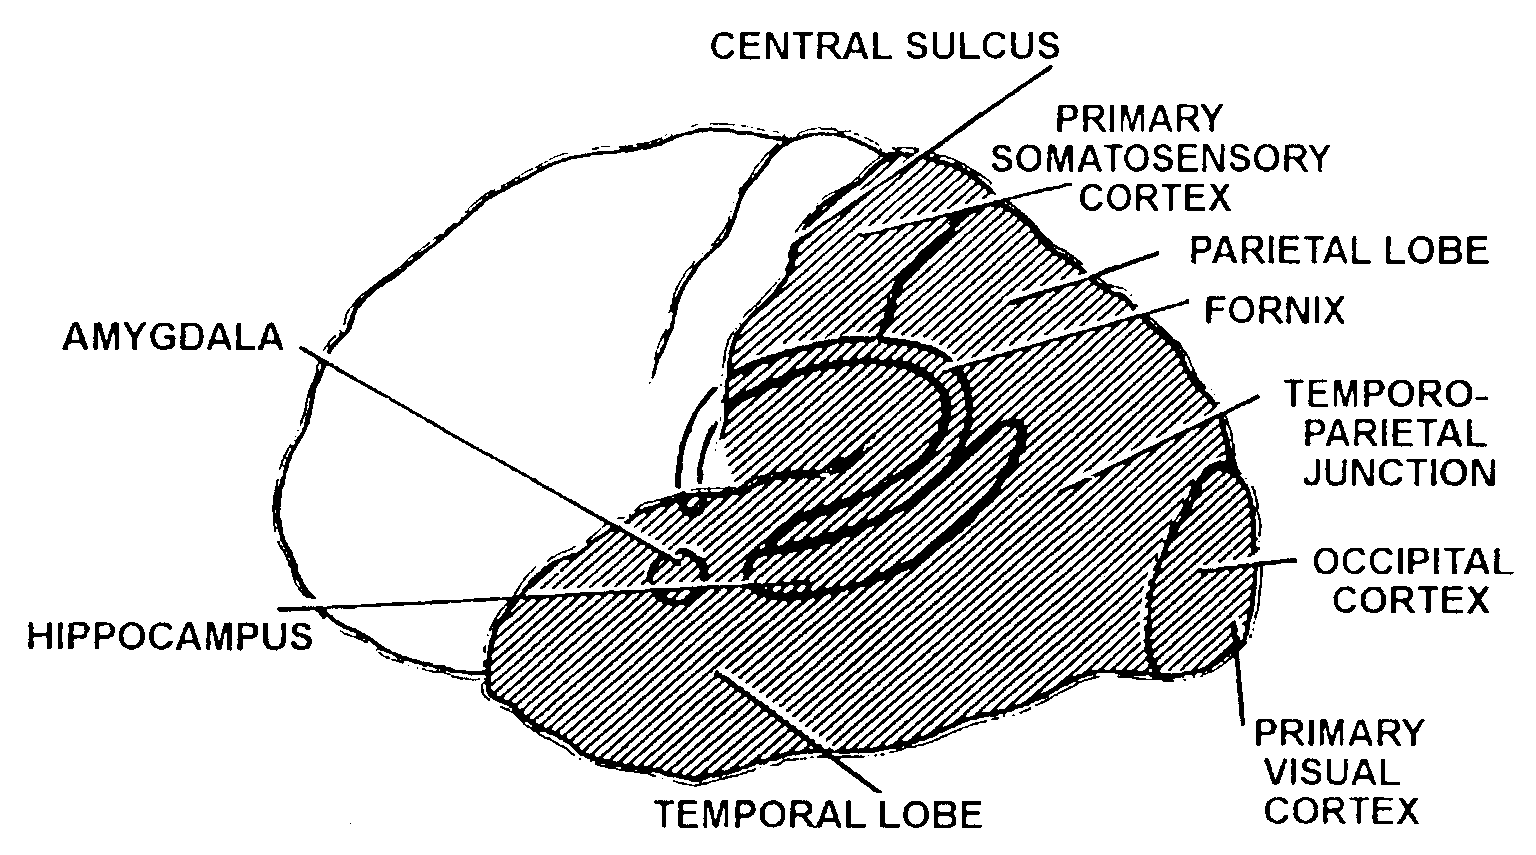 CENTRAL SULCUS
PRIMARY
SOMATOSENSORY
CORTEX
PARIETAL LOBE
FORNIX
AMYGDALA
TEMPORO-
PARIETAL
JUNCTION
OCCIPITAL
CORTEX
HIPPOCAMPUS
PRIMARY
VISUAL
CORTEX
TEMPORAL LOBE